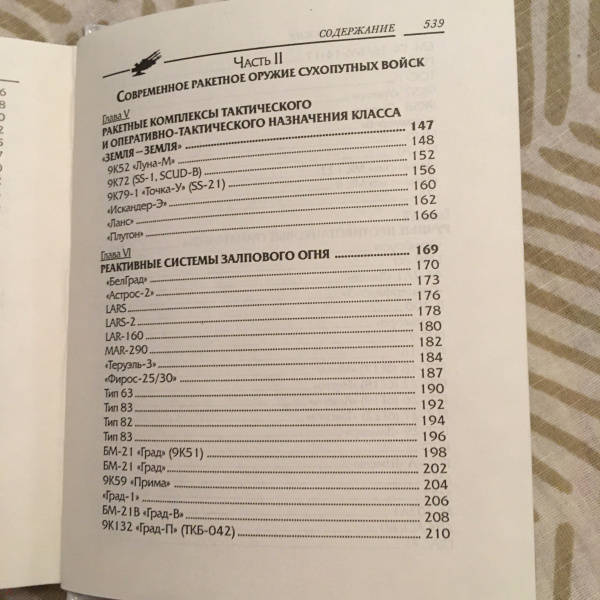 СОДЕРЖАНИЕ 539
Часть II
Современное ракетное оружие сухопутных войск
Глава V
РАКЕТНЫЕ КОМПЛЕКСЫ ТАКТИЧЕСКОГО
И ОПЕРАТИВНО-ТАКТИЧЕСКОГО НАЗНАЧЕНИЯ КЛАССА
«ЗЕМЛЯ—ЗЕМЛЯ» 147
9К52 «Луна-М» 148
9К72 (SS-1, SCUD-B) 152
9К79-1 «Точка-У» (SS-21) 156
«Искандер-Э» 160
«Ланс» 162
«Плутон» 166
Глава VI
РЕАКТИВНЫЕ СИСТЕМЫ ЗАЛПОВОГО ОГНЯ 169
«БелГрад» 170
«Астрос-2» 173
LARS 176
LARS-2 178
LAR-160 180
MAR-290 182
«Теруэль-3» 184
«Фирос-25/30» 187
Тип 63 190
Тип 83 192
Тип 82 194
Тип 83 196
БМ-21 «Град» (9К51) 198
БМ-21 «Град» 202
9К59 «Прима» 204
«Град-1» 206
БМ-21В «Град-В» 208
9К132 «Град-П» (ТКБ-042) 210